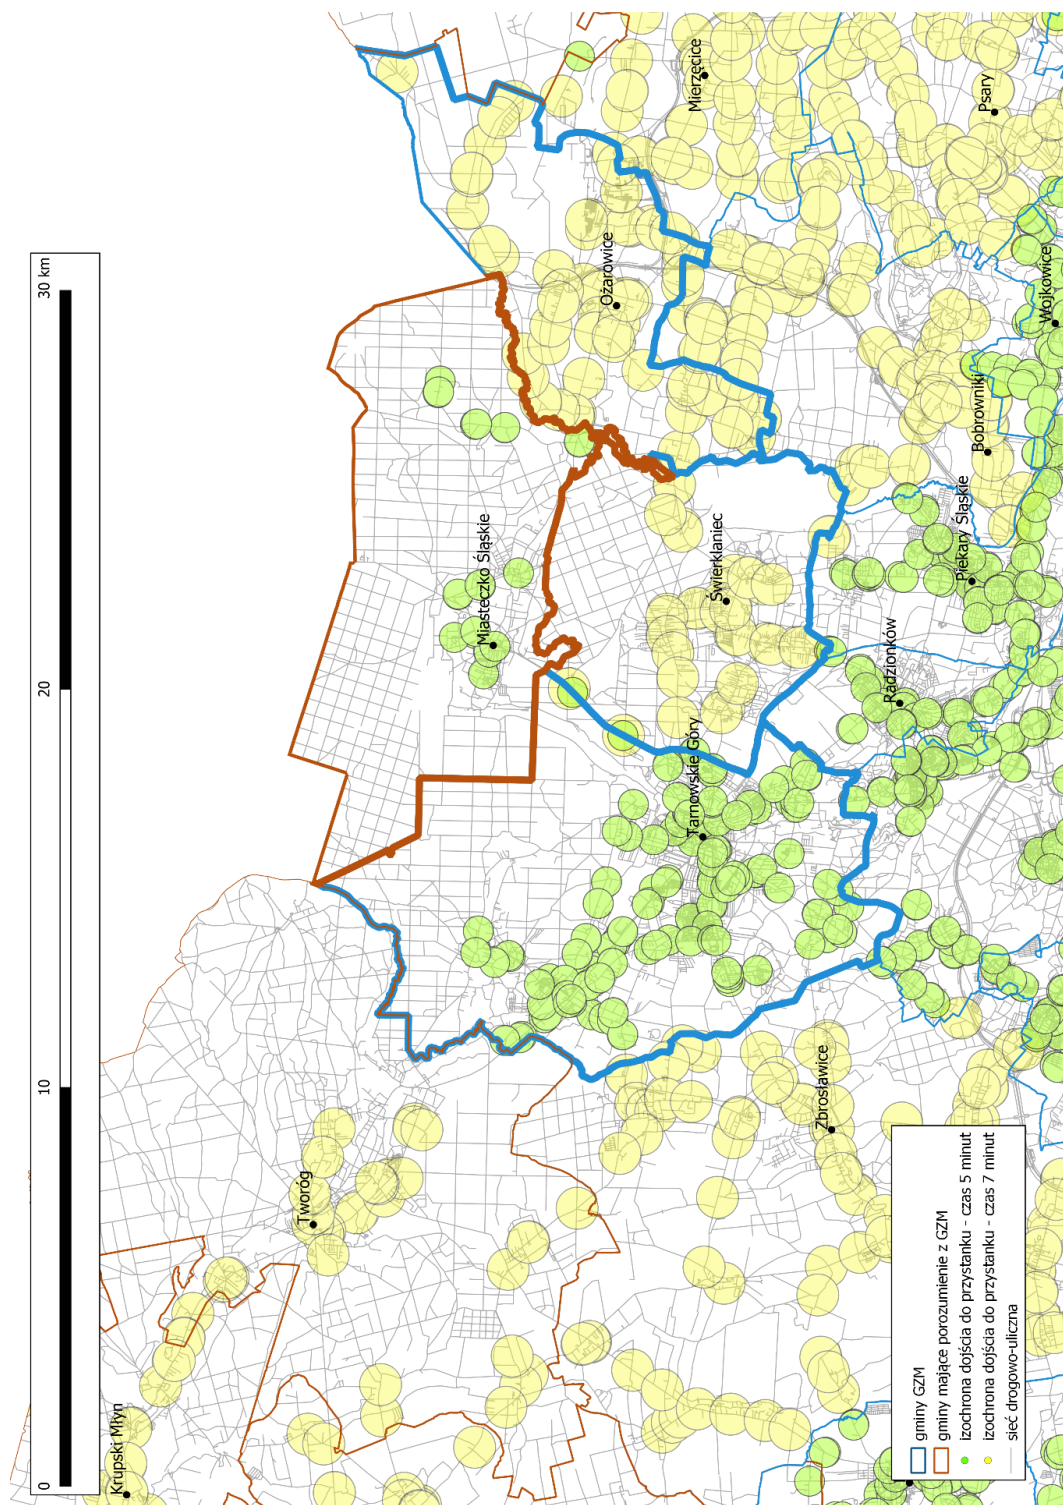 0
10
20
30 km
Krupski Młyn
Tworóg
Miasteczko Śląskie
Ożarowice
Mierzęcice
Psary
Świerklaniec
Tarnowskie Góry
Radzionków
Piekary Śląskie
Bobrowniki
Wojkowice
Zbrosławice
gminy GZM
gminy mające porozumienie z GZM
izochrona dojścia do przystanku - czas 5 minut
izochrona dojścia do przystanku - czas 7 minut
sieć drogowo-uliczna